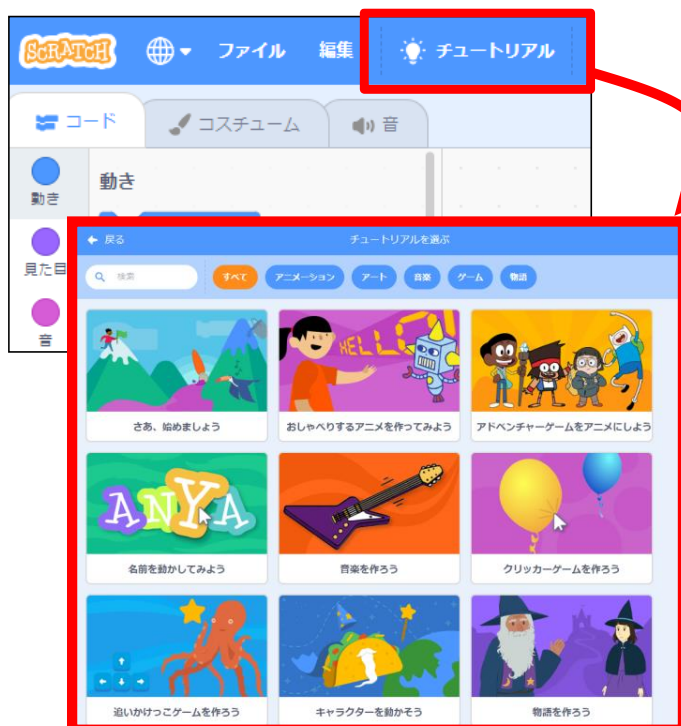 SCRATCH ファイル 編集 チュートリアル
コード コスチューム 音
動き 動き
見た目
音
戻る チュートリアルを選ぶ
検索 すべて アニメーション アート 音楽 ゲーム 物語
HELLO!
さあ、始めましょう おしゃべりするアニメを作ってみよう アドベンチャーゲームをアニメにしよう
ANYA
名前を動かしてみよう 音楽を作ろう クリッカーゲームを作ろう
追いかけっこゲームを作ろう キャラクターを動かそう 物語を作ろう